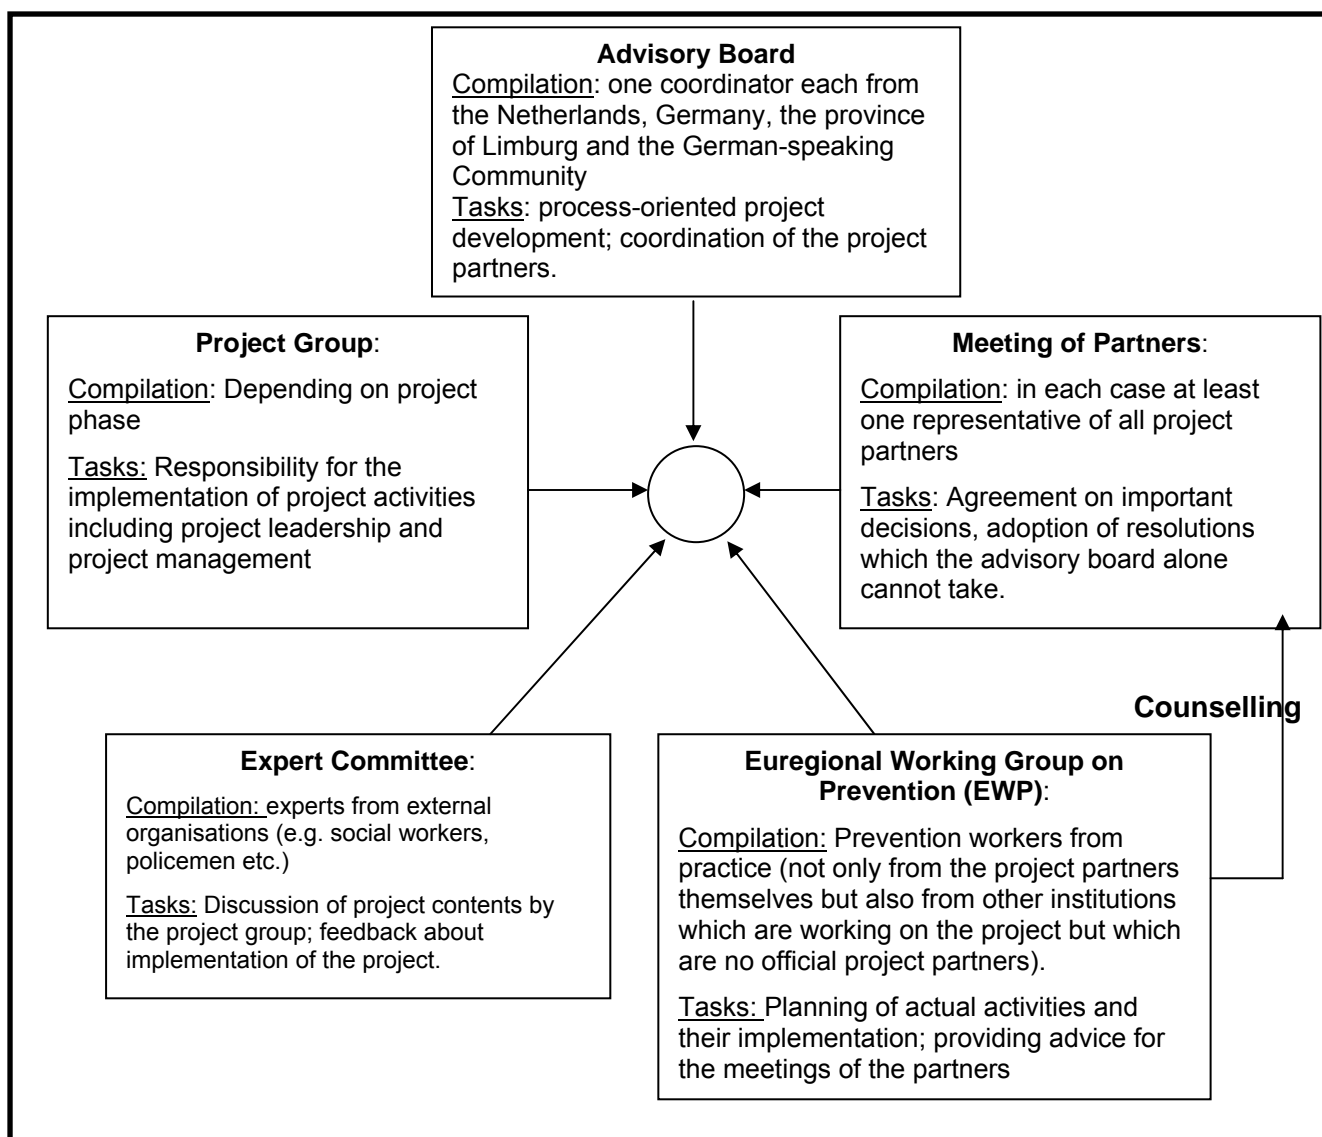 Advisory Board
Compilation: one coordinator each from
the Netherlands, Germany, the province
of Limburg and the German-speaking
Community
Tasks: process-oriented project
development; coordination of the project
partners.
Project Group:
Compilation: Depending on project
phase
Tasks: Responsibility for the
implementation of project activities
including project leadership and
project management
Meeting of Partners:
Compilation: in each case at least
one representative of all project
partners
Tasks: Agreement on important
decisions, adoption of resolutions
which the advisory board alone
cannot take.
Counselling
Expert Committee:
Compilation: experts from external
organisations (e.g. social workers,
policemen etc.)
Tasks: Discussion of project contents by
the project group; feedback about
implementation of the project.
Euregional Working Group on
Prevention (EWP):
Compilation: Prevention workers from
practice (not only from the project partners
themselves but also from other institutions
which are working on the project but which
are no official project partners).
Tasks: Planning of actual activities and
their implementation; providing advice for
the meetings of the partners